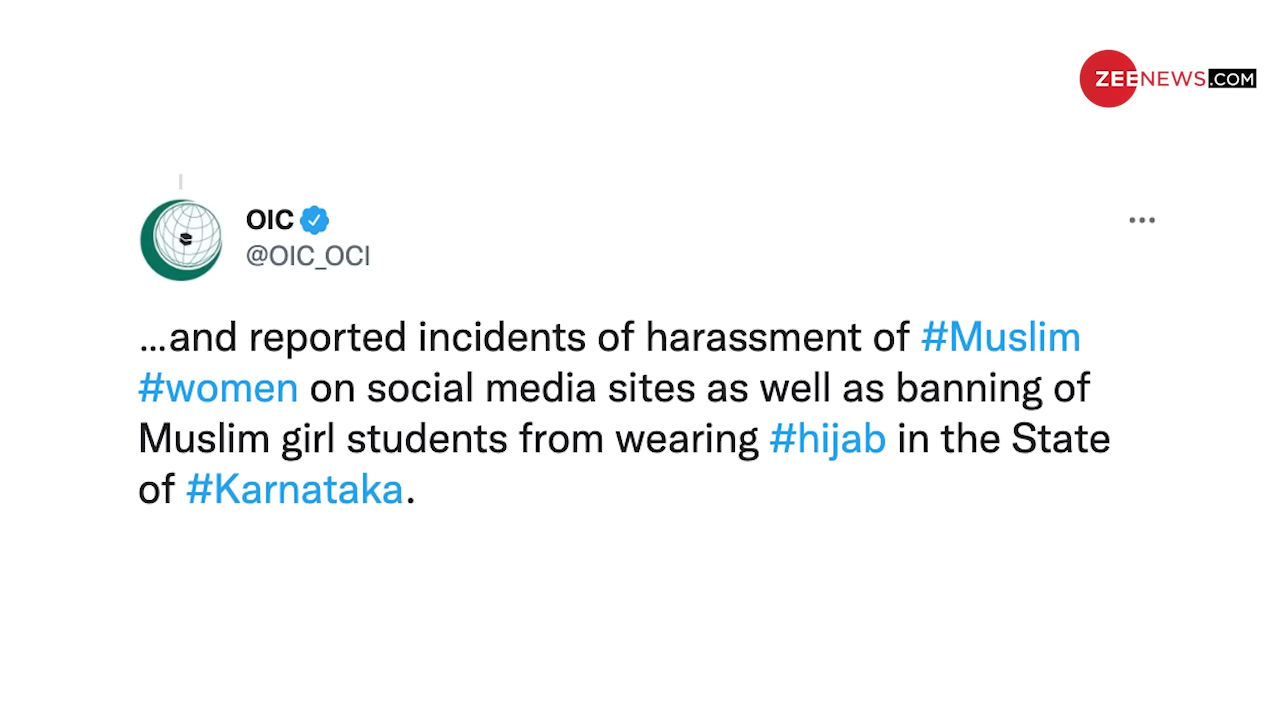 ZEENEWS.COM
OIC
@OIC_OCI
...and reported incidents of harassment of #Muslim
#women on social media sites as well as banning of
Muslim girl students from wearing #hijab in the State
of #Karnataka.